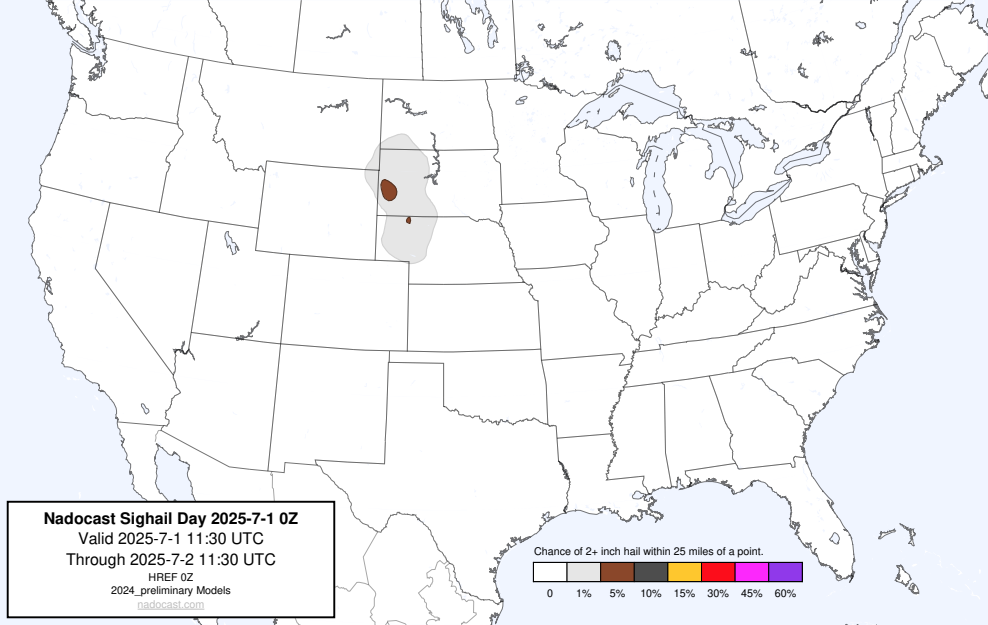 Nadocast Sighail Day 2025-7-1 0Z
Valid 2025-7-1 11:30 UTC
Through 2025-7-2 11:30 UTC
HREF 0Z
2024_preliminary Models
nadocast.com
Chance of 2+ inch hail within 25 miles of a point.
0 1% 5% 10% 15% 30% 45% 60%